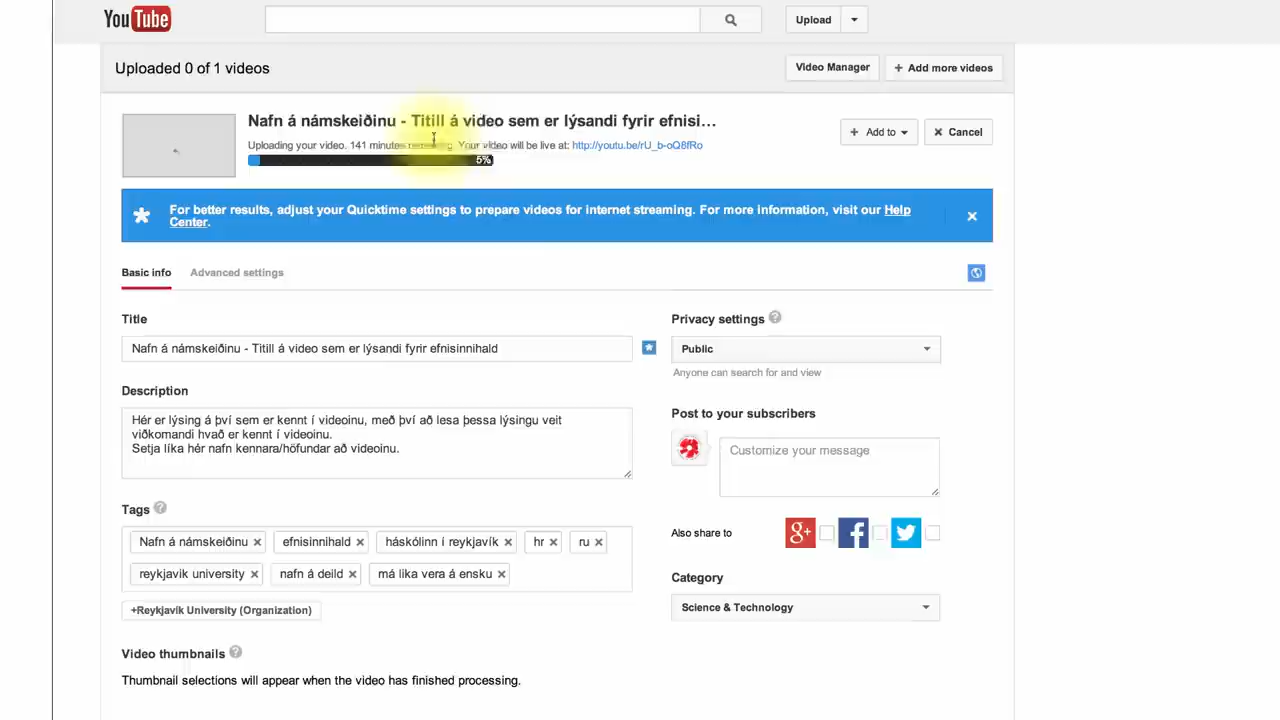 YouTube
Upload
Uploaded 0 of 1 videos
Video Manager
+ Add more videos
Nafn á námskeiðinu - Titill á video sem er lýsandi fyrir efnisi...
+ Add to
× Cancel
Uploading your video. 141 minutes remaining. Your video will be live at: http://youtu.be/rU_b-oQ8fRo
5%
For better results, adjust your Quicktime settings to prepare videos for internet streaming. For more information, visit our Help
Center.
Basic info
Advanced settings
Title
Privacy settings
Nafn á námskeiðinu - Titill á video sem er lýsandi fyrir efnisinnihald
Public
Anyone can search for and view
Description
Post to your subscribers
Hér er lýsing á því sem er kennt í videoinu, með því að lesa þessa lýsingu veit
viðkomandi hvað er kennt í videoinu.
Setja líka hér nafn kennara/höfundar að videoinu.
Customize your message
Tags
Nafn á námskeiðinu × efnisinnihald × háskólinn í reykjavík × hr × ru ×
reykjavik university × nafn á deild × má lika vera á ensku ×
+Reykjavík University (Organization)
Also share to
Category
Science & Technology
Video thumbnails
Thumbnail selections will appear when the video has finished processing.